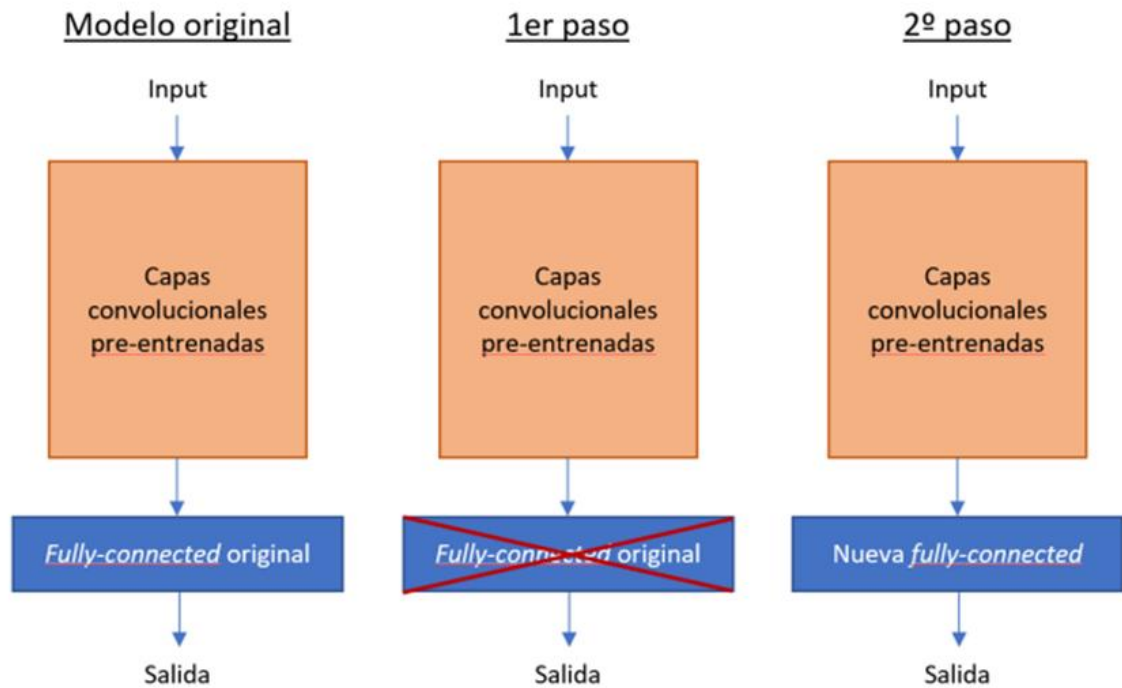 Modelo original
Input
Capas
convolucionales
pre-entrenadas
Fully-connected original
Salida
1er paso
Input
Capas
convolucionales
pre-entrenadas
Fully-connected original
Salida
2º paso
Input
Capas
convolucionales
pre-entrenadas
Nueva fully-connected
Salida